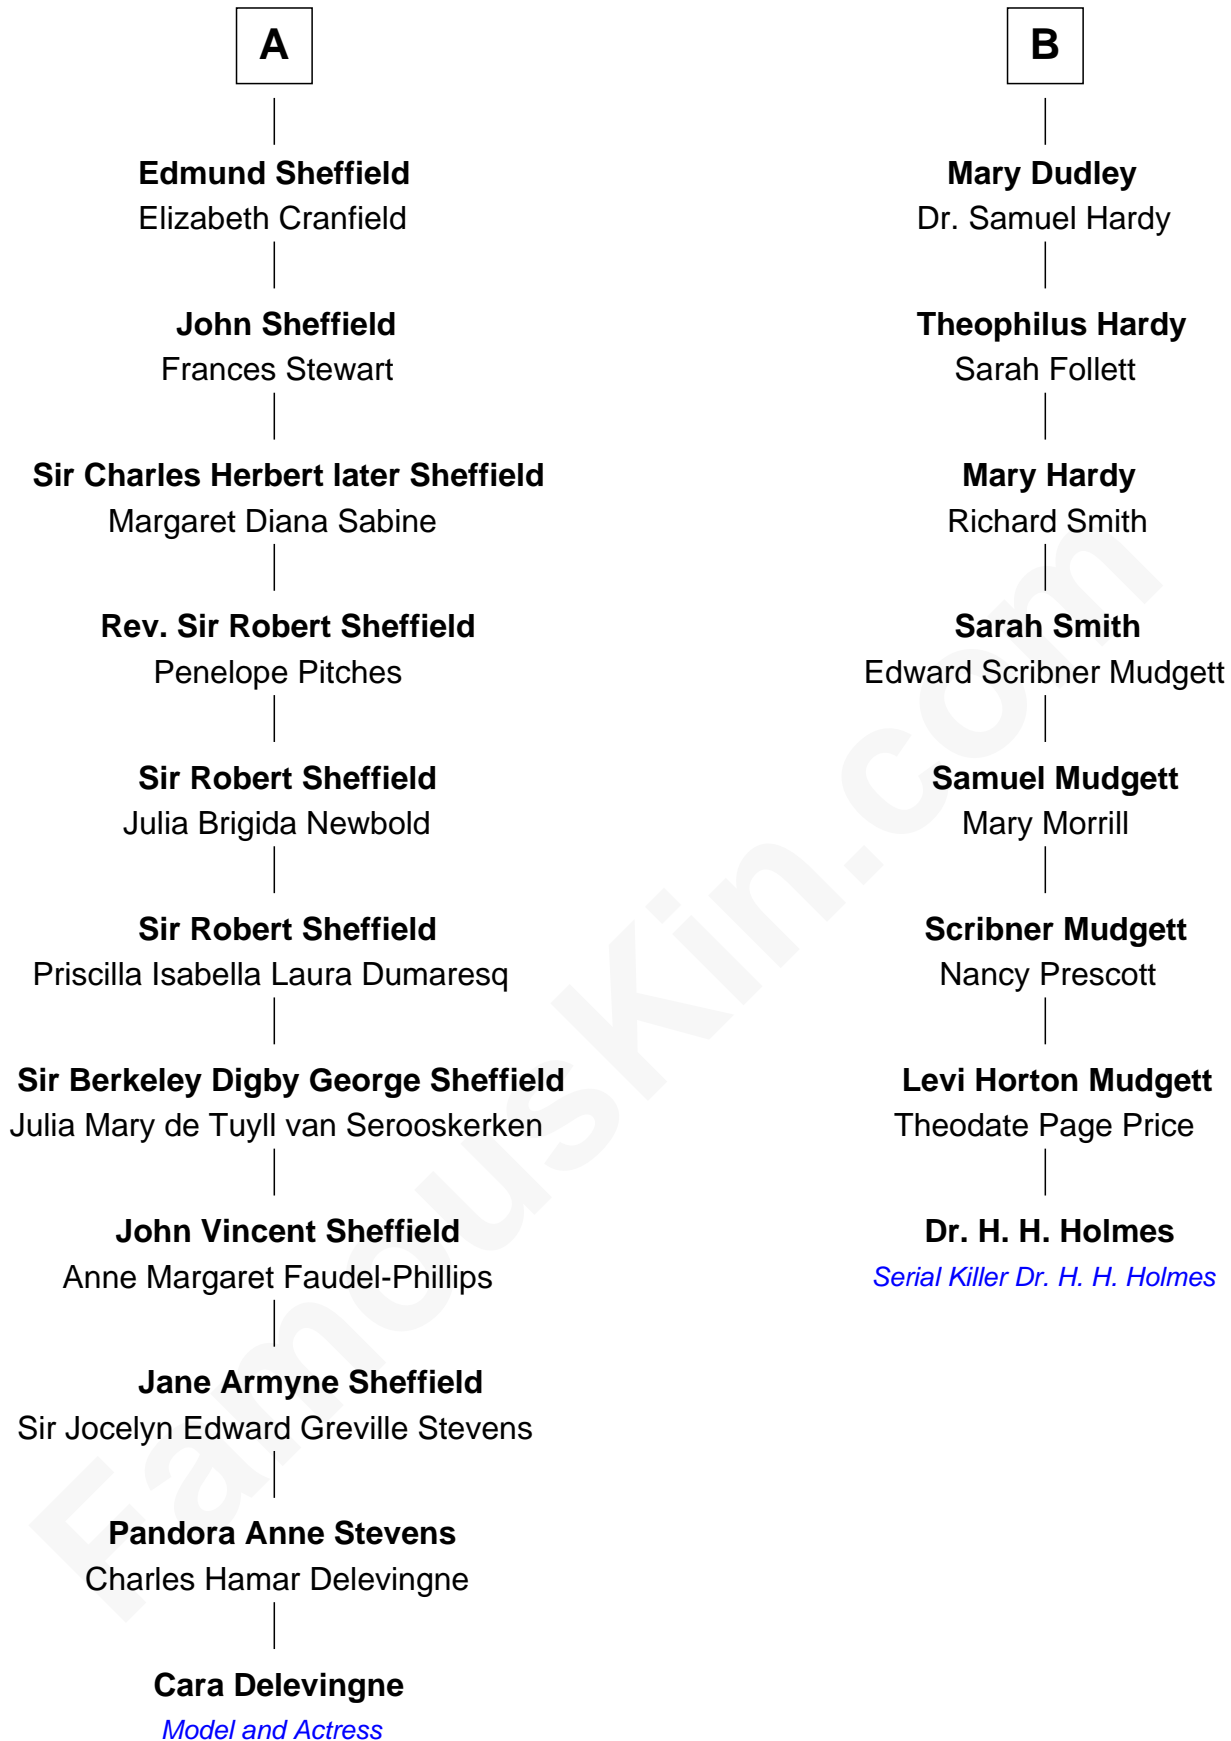 A
Edmund Sheffield
Elizabeth Cranfield
John Sheffield
Frances Stewart
Sir Charles Herbert later Sheffield
Margaret Diana Sabine
Rev. Sir Robert Sheffield
Penelope Pitches
Sir Robert Sheffield
Julia Brigida Newbold
Sir Robert Sheffield
Priscilla Isabella Laura Dumaresq
Sir Berkeley Digby George Sheffield
Julia Mary de Tuyll van Serooskerken
John Vincent Sheffield
Anne Margaret Faudel-Phillips
Jane Armyne Sheffield
Sir Jocelyn Edward Greville Stevens
Pandora Anne Stevens
Charles Hamar Delevingne
Cara Delevingne
Model and Actress
B
Mary Dudley
Dr. Samuel Hardy
Theophilus Hardy
Sarah Follett
Mary Hardy
Richard Smith
Sarah Smith
Edward Scribner Mudgett
Samuel Mudgett
Mary Morrill
Scribner Mudgett
Nancy Prescott
Levi Horton Mudgett
Theodate Page Price
Dr. H. H. Holmes
Serial Killer Dr. H. H. Holmes
FamousKin.com